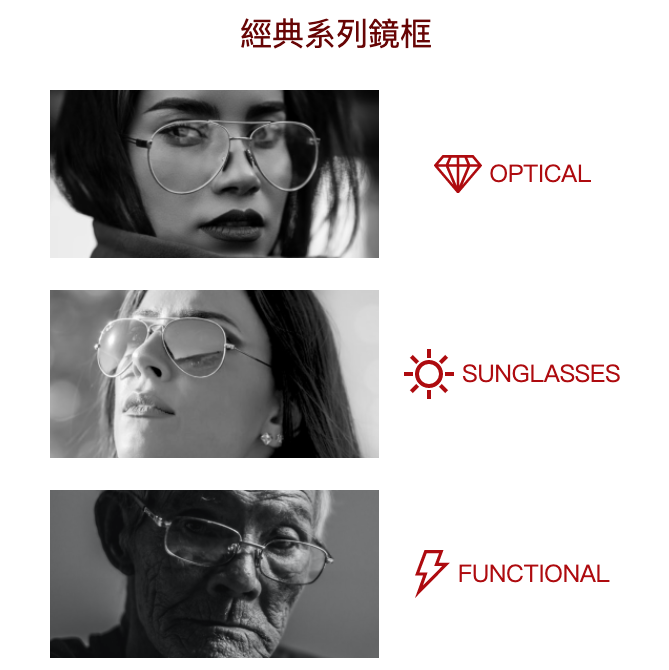 經典系列鏡框
OPTICAL
SUNGLASSES
FUNCTIONAL